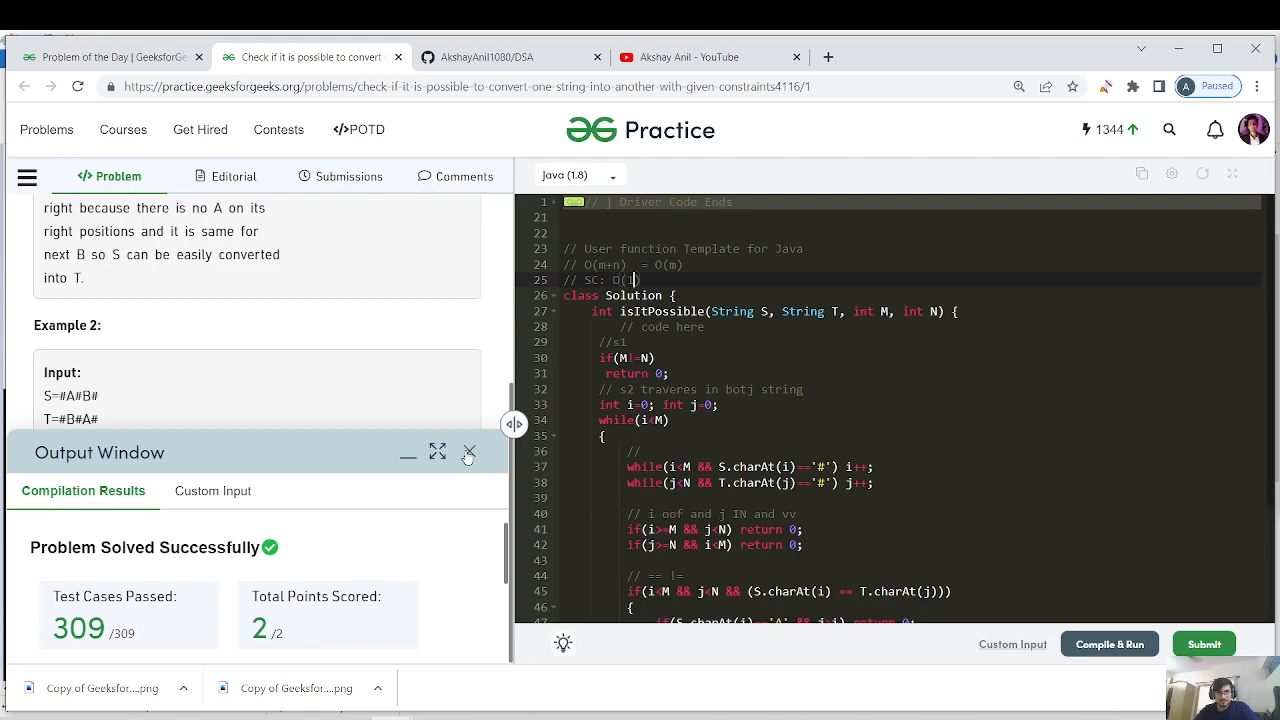 Problem of the Day | GeeksforGe
Check if it is possible to convert
AkshayAnil1080/DSA
Akshay Anil - YouTube
https://practice.geeksforgeeks.org/problems/check-if-it-is-possible-to-convert-one-string-into-another-with-given-constraints4116/1
A Paused
Problems
Courses
Get Hired
Contests
</>POTD
Practice
1344
</> Problem
Editorial
Submissions
Comments
Java (1.8)
right because there is no A on its
right positions and it is same for
next B so S can be easily converted
into T.
Example 2:
Input:
S=#A#B#
T=#B#A#
Output Window
Compilation Results
Custom Input
Problem Solved Successfully
Test Cases Passed:
309 /309
Total Points Scored:
2 /2
1 // } Driver Code Ends
21
22
23 // User function Template for Java
24 // O(m+n)  = O(m)
25 // SC: O(1)
26 class Solution {
27 int isItPossible(String S, String T, int M, int N) {
28 // code here
29 //s1
30 if(M!=N)
31 return 0;
32 // s2 traveres in botj string
33 int i=0; int j=0;
34 while(i<M)
35 {
36 //
37 while(i<M && S.charAt(i)=='#') i++;
38 while(j<N && T.charAt(j)=='#') j++;
39
40 // i oof and j IN and vv
41 if(i>=M && j<N) return 0;
42 if(j>=N && i<M) return 0;
43
44 // == !=
45 if(i<M && j<N && (S.charAt(i) == T.charAt(j)))
46 {
47 if(S.charAt(i)=='A' && i>j) return 0;
Custom Input
Compile & Run
Submit
Copy of Geeksfor....png
Copy of Geeksfor....png